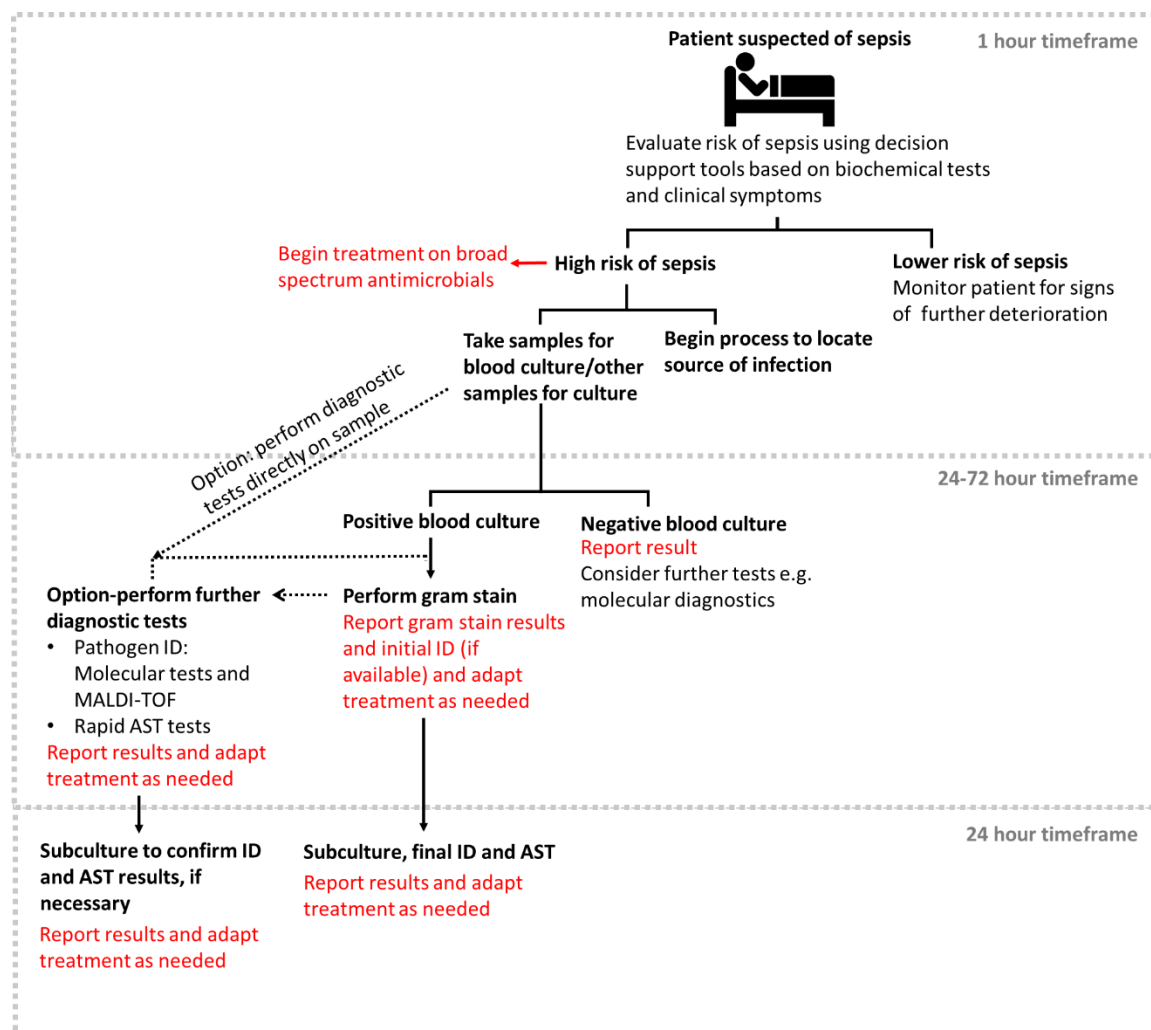 Patient suspected of sepsis
1 hour timeframe
Evaluate risk of sepsis using decision
support tools based on biochemical tests
and clinical symptoms
Begin treatment on broad
spectrum antimicrobials
High risk of sepsis
Lower risk of sepsis
Monitor patient for signs
of further deterioration
Take samples for
blood culture/other
samples for culture
Begin process to locate
source of infection
Option: perform diagnostic
tests directly on sample
24-72 hour timeframe
Positive blood culture
Negative blood culture
Report result
Consider further tests e.g.
molecular diagnostics
Option-perform further
diagnostic tests
• Pathogen ID:
Molecular tests and
MALDI-TOF
• Rapid AST tests
Report results and adapt
treatment as needed
Perform gram stain
Report gram stain results
and initial ID (if
available) and adapt
treatment as needed
24 hour timeframe
Subculture to confirm ID
and AST results, if
necessary
Report results and adapt
treatment as needed
Subculture, final ID and AST
Report results and adapt
treatment as needed